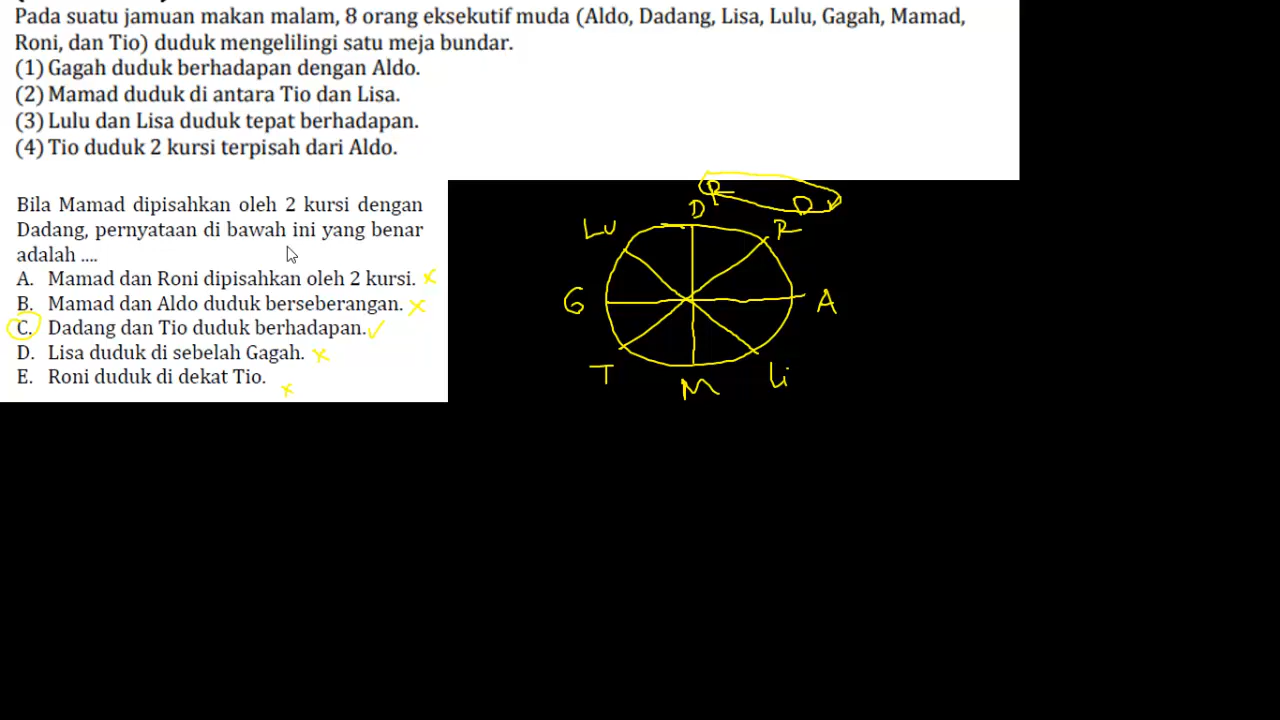 Pada suatu jamuan makan malam, 8 orang eksekutif muda (Aldo, Dadang, Lisa, Lulu, Gagah, Mamad,
Roni, dan Tio) duduk mengelilingi satu meja bundar.
(1) Gagah duduk berhadapan dengan Aldo.
(2) Mamad duduk di antara Tio dan Lisa.
(3) Lulu dan Lisa duduk tepat berhadapan.
(4) Tio duduk 2 kursi terpisah dari Aldo.
Bila Mamad dipisahkan oleh 2 kursi dengan
Dadang, pernyataan di bawah ini yang benar
adalah ....
A. Mamad dan Roni dipisahkan oleh 2 kursi.
B. Mamad dan Aldo duduk berseberangan.
C. Dadang dan Tio duduk berhadapan.
D. Lisa duduk di sebelah Gagah.
E. Roni duduk di dekat Tio.
R D
D
Lu R
G A
T Li
M